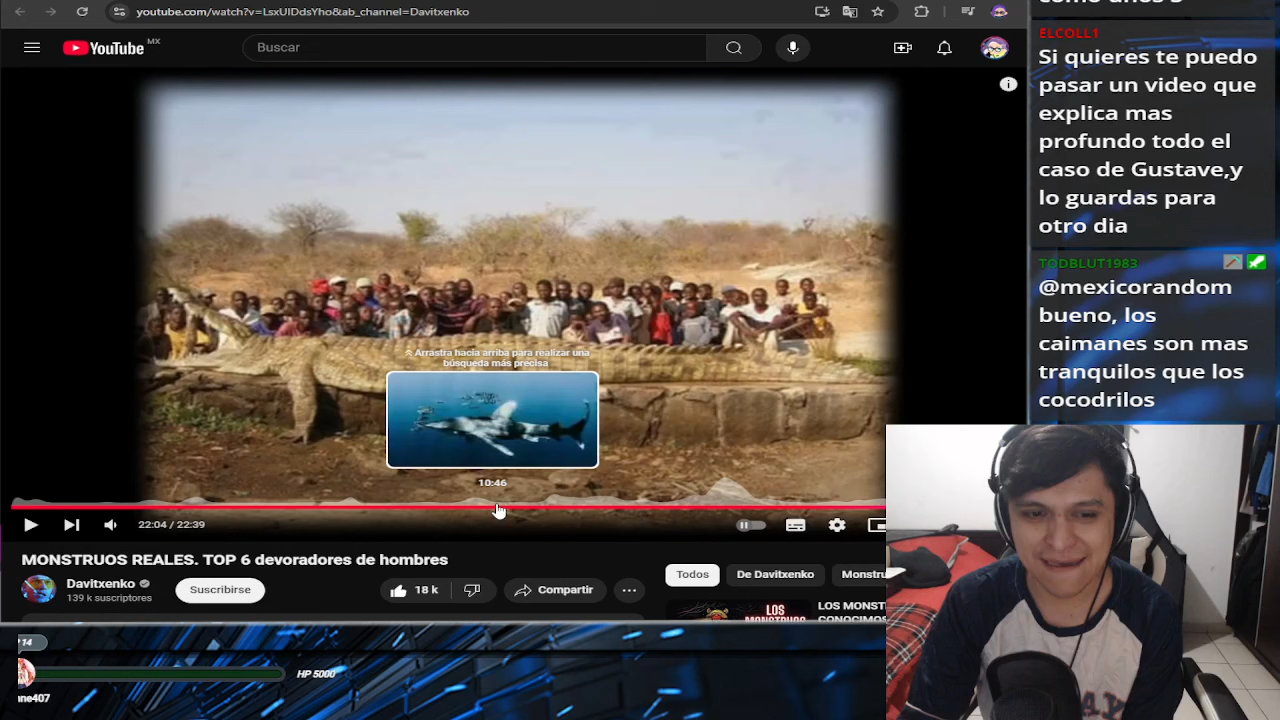 youtube.com/watch?v=LsxUIDdsYho&ab_channel=Davitxenko
YouTube MX
Buscar
Arrastra hacia arriba para realizar una
búsqueda más precisa
10:46
22:04 / 22:39
MONSTRUOS REALES. TOP 6 devoradores de hombres
Davitxenko
139 k suscriptores
Suscribirse
18 k
Compartir
Todos
De Davitxenko
Monstru
LOS
MONSTRUOS
LOS MONST
CONOCIMOS
14
HP 5000
nne407
ELCOLL1
Si quieres te puedo
pasar un video que
explica mas
profundo todo el
caso de Gustave,y
lo guardas para
otro dia
TODBLUT1983
@mexicorandom
bueno, los
caimanes son mas
tranquilos que los
cocodrilos